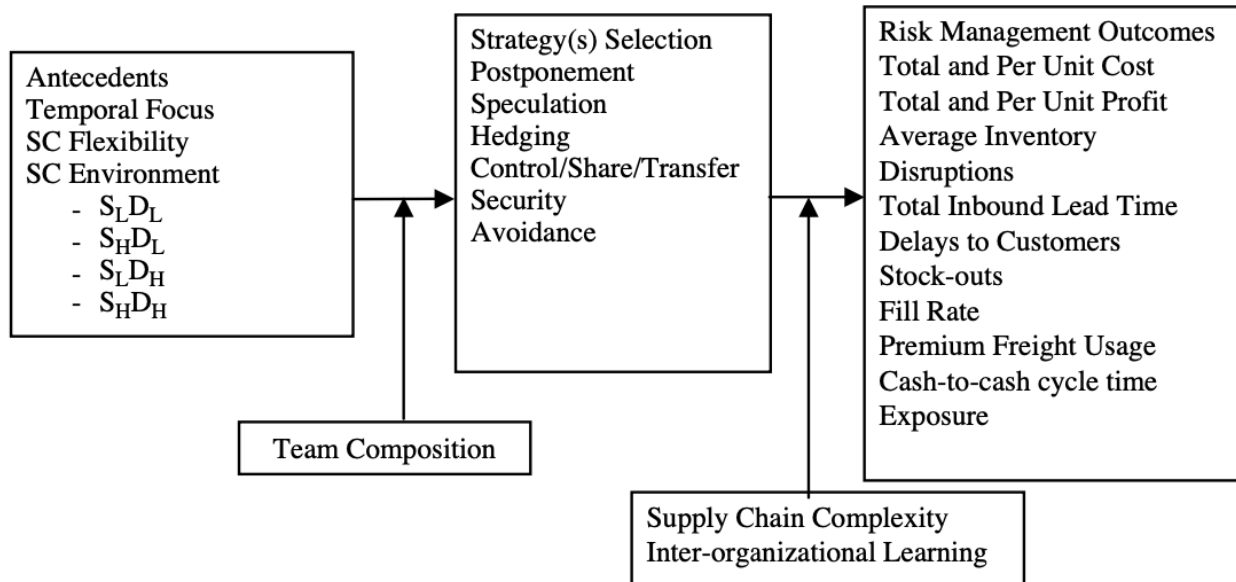 Antecedents
Temporal Focus
SC Flexibility
SC Environment
- SLDL
- SHDL
- SLDH
- SHDH
Strategy(s) Selection
Postponement
Speculation
Hedging
Control/Share/Transfer
Security
Avoidance
Risk Management Outcomes
Total and Per Unit Cost
Total and Per Unit Profit
Average Inventory
Disruptions
Total Inbound Lead Time
Delays to Customers
Stock-outs
Fill Rate
Premium Freight Usage
Cash-to-cash cycle time
Exposure
Team Composition
Supply Chain Complexity
Inter-organizational Learning